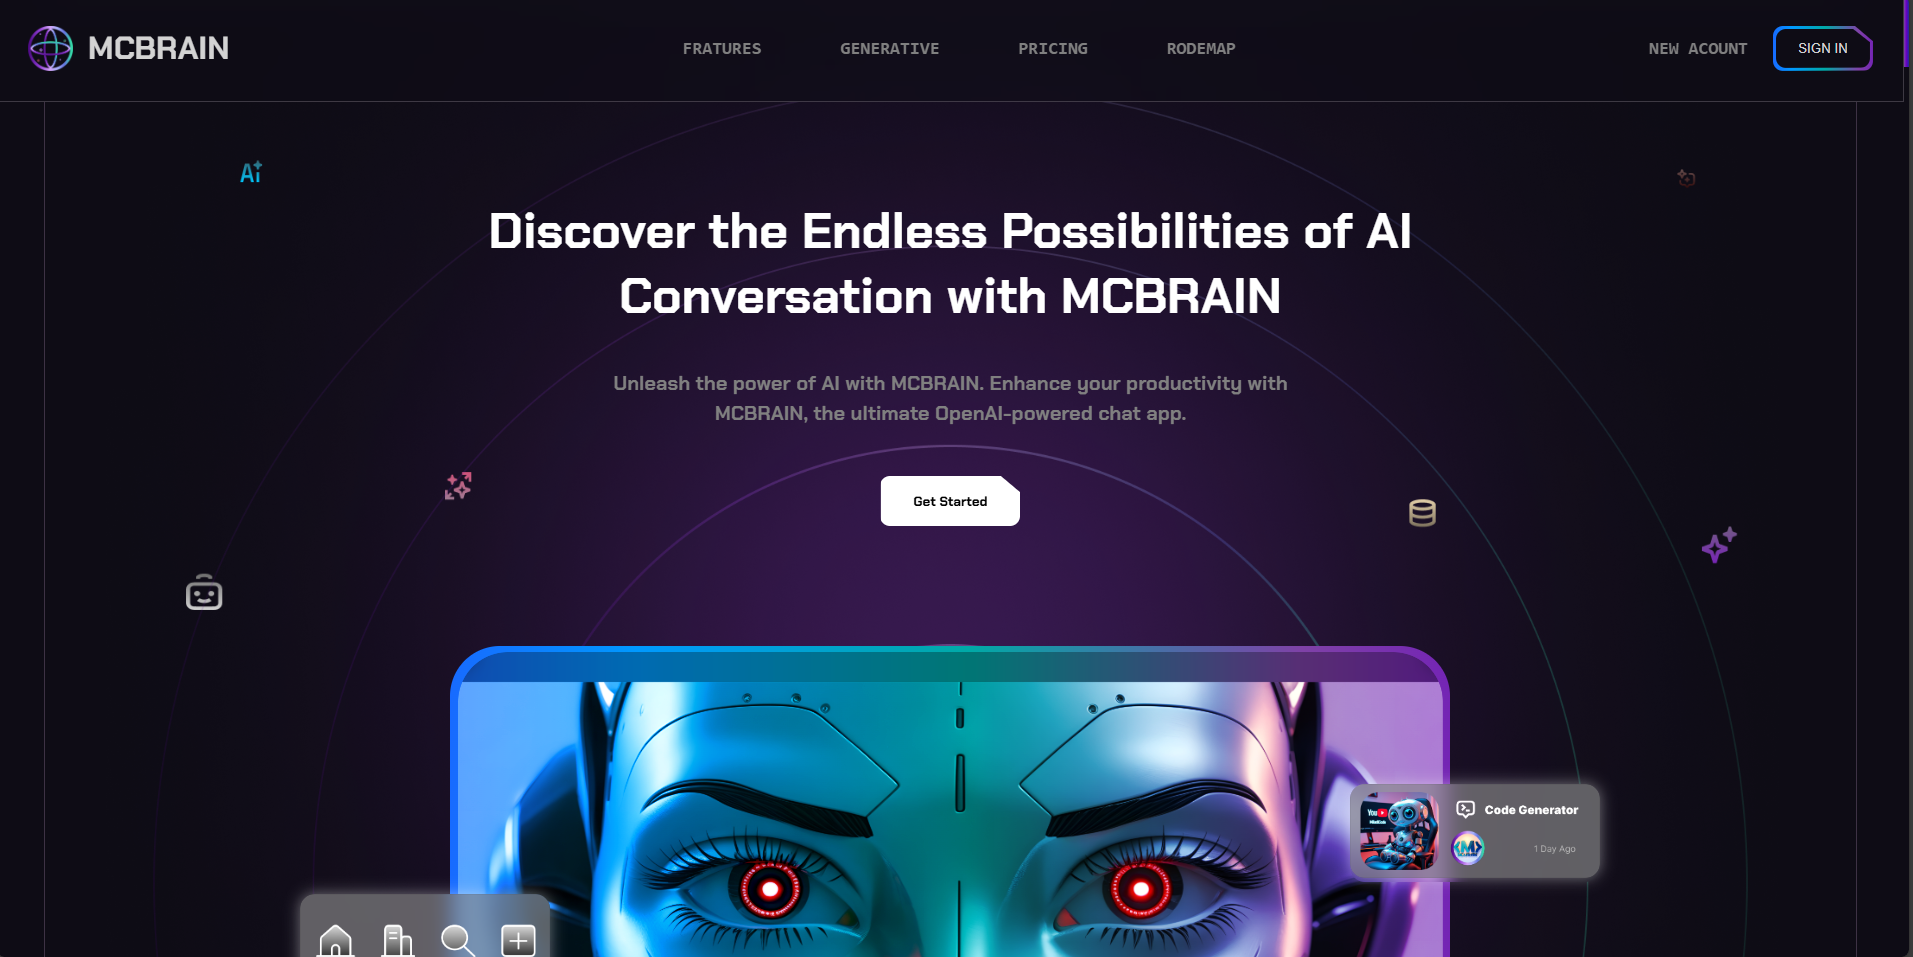 MCBRAIN
FRATURES
GENERATIVE
PRICING
RODEMAP
NEW ACOUNT
SIGN IN
Ai
Discover the Endless Possibilities of AI
Conversation with MCBRAIN
Unleash the power of AI with MCBRAIN. Enhance your productivity with
MCBRAIN, the ultimate OpenAI-powered chat app.
Get Started
Code Generator
You
1 Day Ago